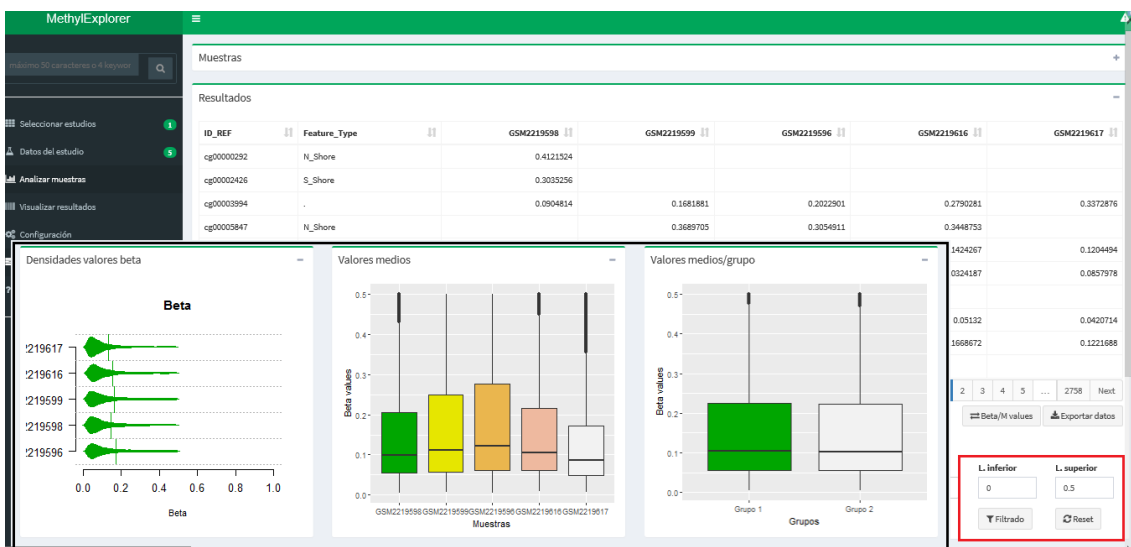 MethylExplorer
máximo 50 caracteres o 4 keywor
Seleccionar estudios 1
Datos del estudio 5
Analizar muestras
Visualizar resultados
Configuración
?
Muestras
Resultados
ID_REF Feature_Type GSM2219598 GSM2219599 GSM2219596 GSM2219616 GSM2219617
cg00000292 N_Shore 0.4121524
cg00002426 S_Shore 0.3035256
cg00003994 . 0.0904814 0.1681881 0.2022901 0.2790281 0.3372876
cg00005847 N_Shore 0.3689705 0.3054911 0.3448753
1424267 0.1204494
0324187 0.0857978
0.05132 0.0420714
1668672 0.1221688
2 3 4 5 ... 2758 Next
Beta/M values Exportar datos
L. inferior L. superior
0 0.5
Filtrado Reset
Densidades valores beta
Beta
!219617
!219616
!219599
!219598
!219596
0.0 0.2 0.4 0.6 0.8 1.0
Beta
Valores medios
0.5
0.4
0.3
0.2
0.1
0.0
Beta values
GSM2219598 GSM2219599 GSM2219596 GSM2219616 GSM2219617
Muestras
Valores medios/grupo
0.5
0.4
0.3
0.2
0.1
0.0
Beta values
Grupo 1 Grupo 2
Grupos